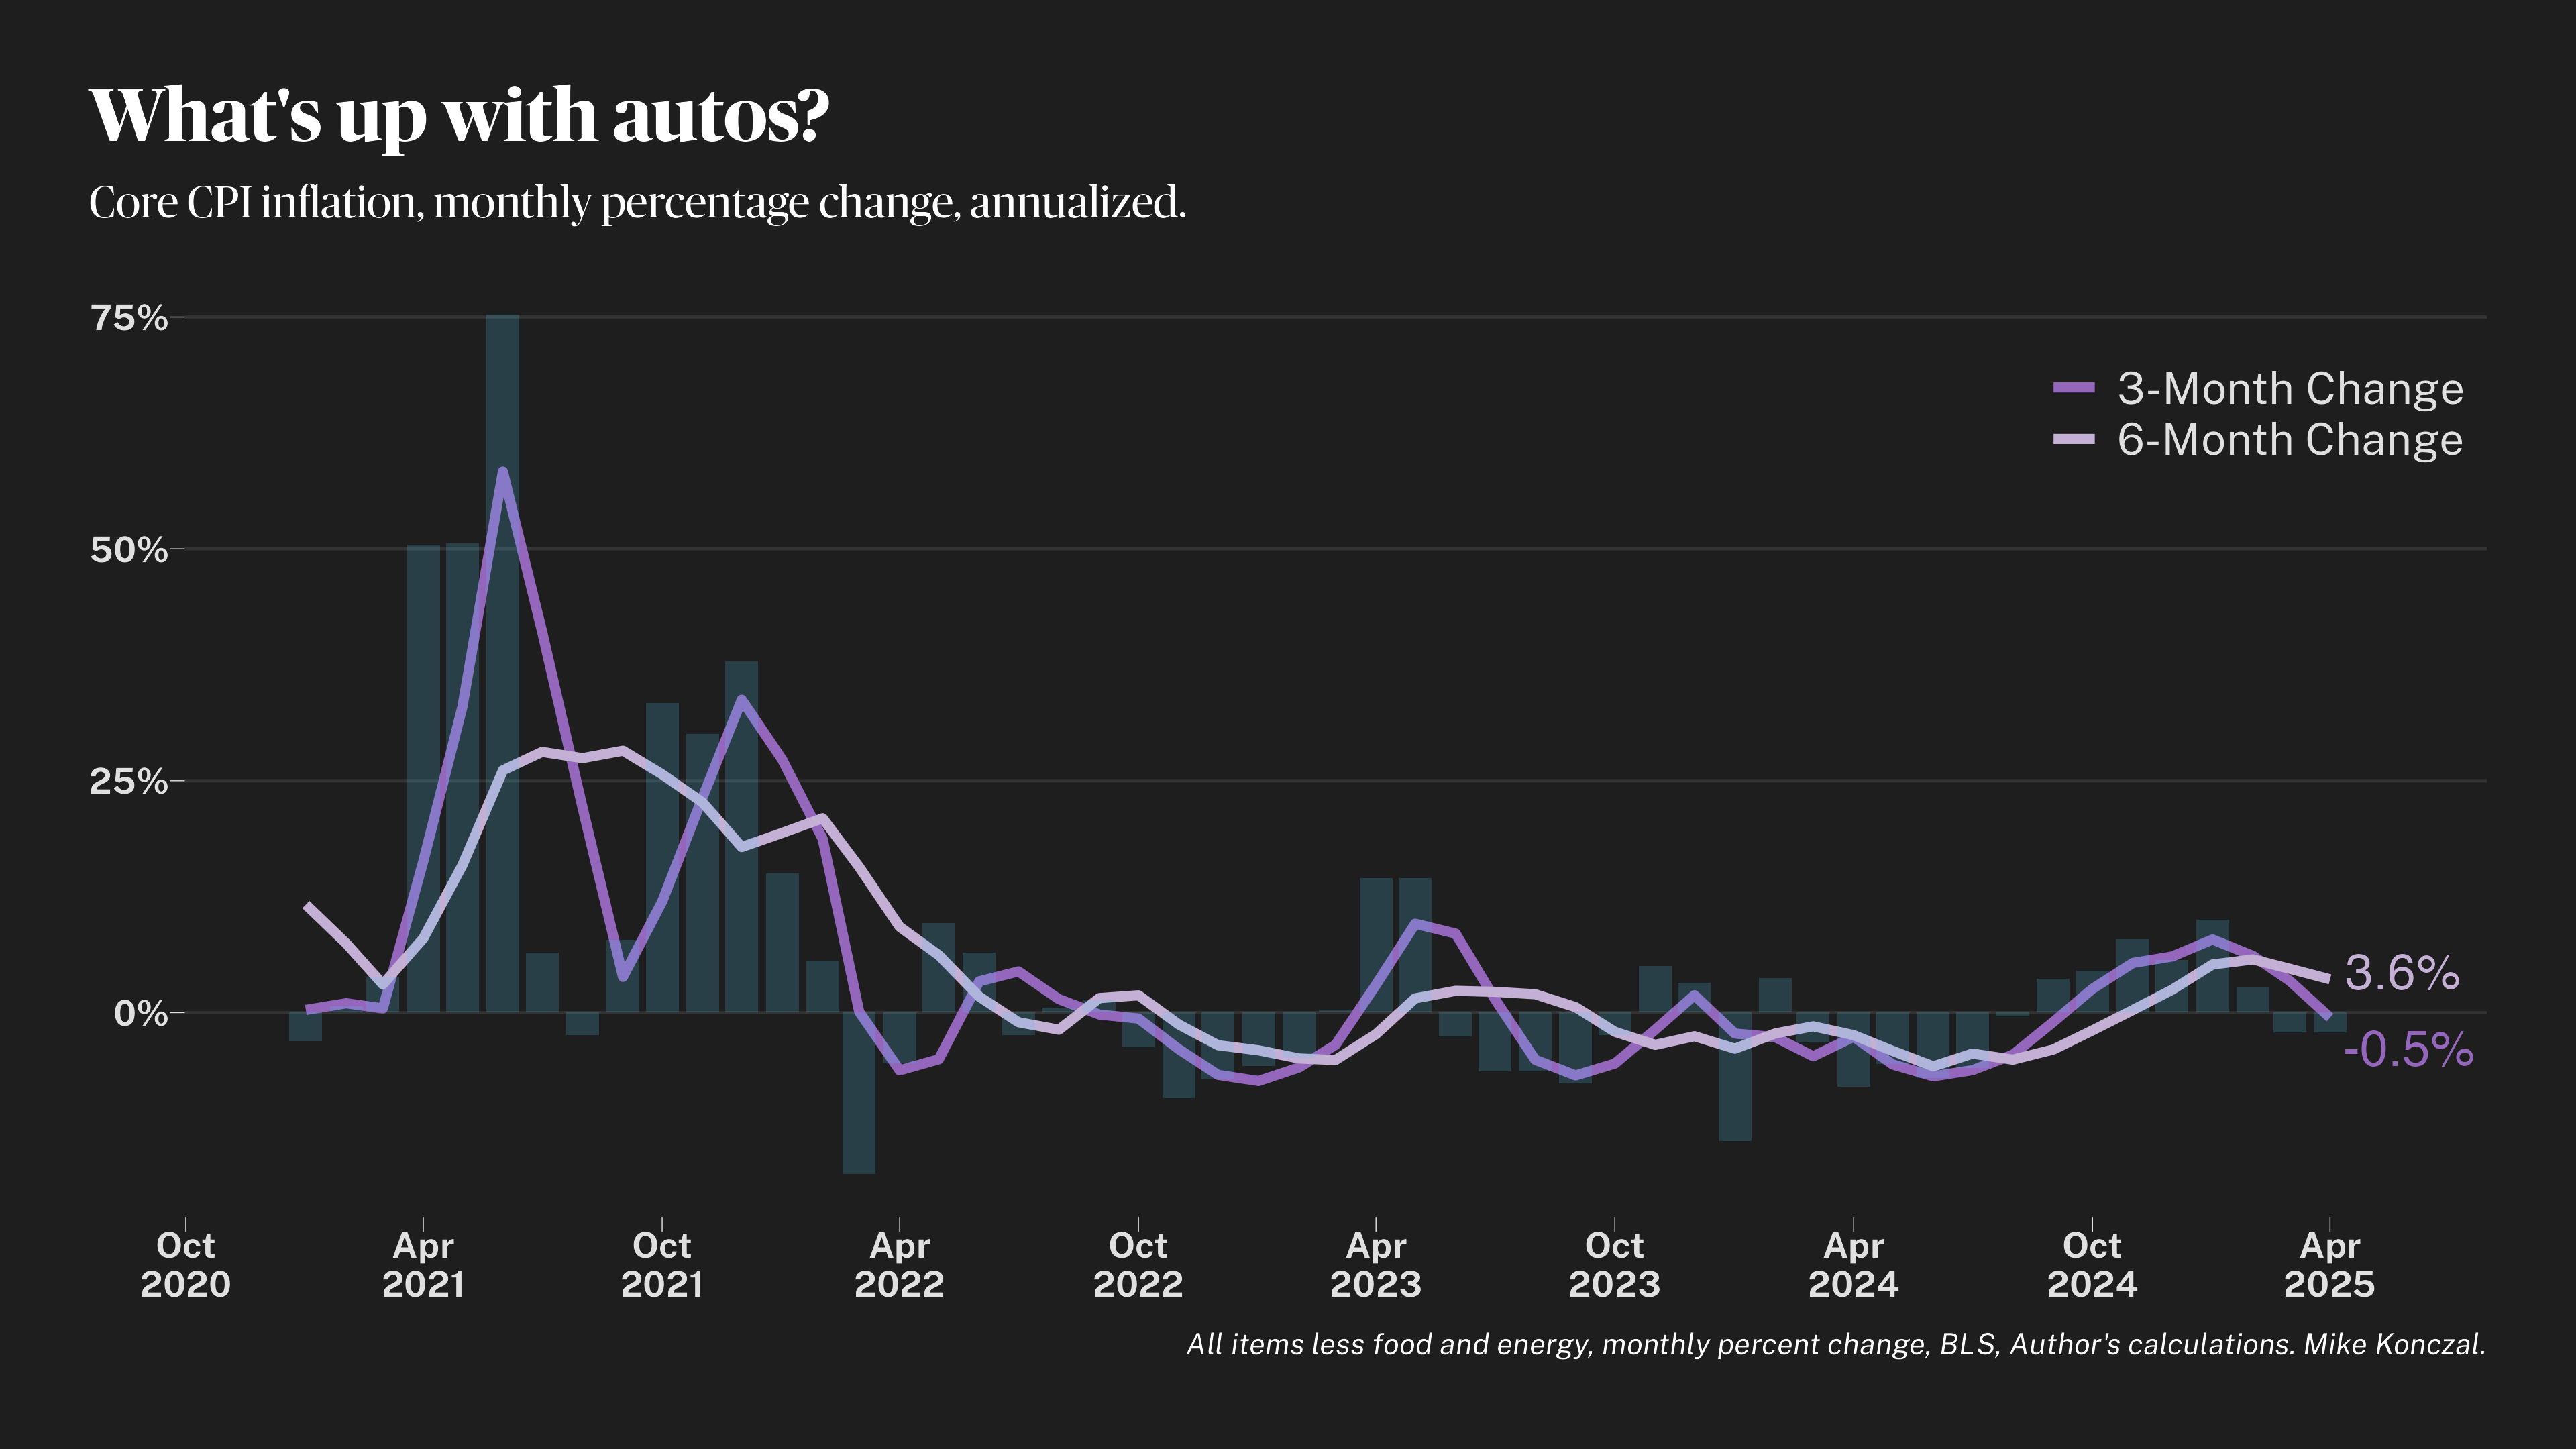 What's up with autos?
Core CPI inflation, monthly percentage change, annualized.
75%
3-Month Change
6-Month Change
50%
25%
0%
3.6%
-0.5%
Oct
2020
Apr
2021
Oct
2021
Apr
2022
Oct
2022
Apr
2023
Oct
2023
Apr
2024
Oct
2024
Apr
2025
All items less food and energy, monthly percent change, BLS, Author's calculations. Mike Konczal.